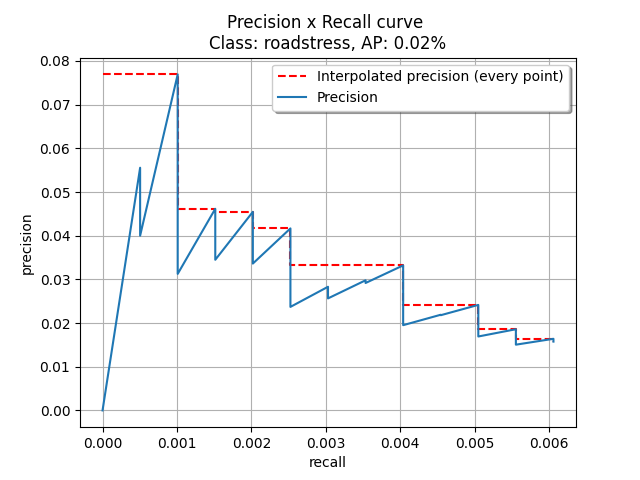 Precision x Recall curve
Class: roadstress, AP: 0.02%
Interpolated precision (every point)
Precision
0.08
0.07
0.06
0.05
0.04
0.03
0.02
0.01
0.00
precision
0.000 0.001 0.002 0.003 0.004 0.005 0.006
recall